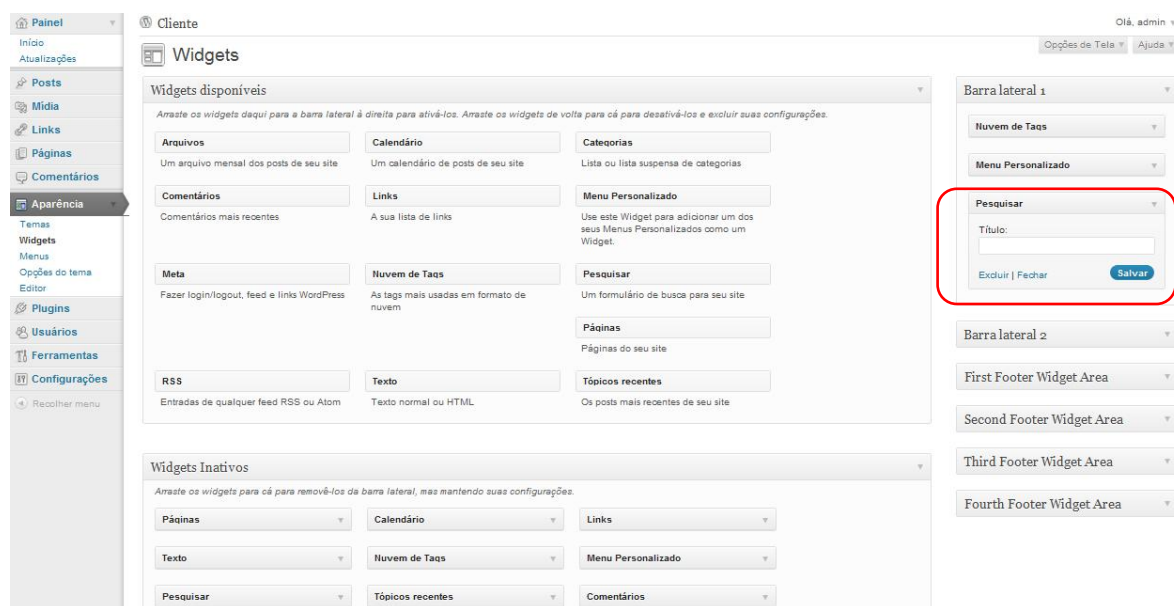 Painel
Início
Atualizações
Posts
Mídia
Links
Páginas
Comentários
Aparência
Temas
Widgets
Menus
Opções do tema
Editor
Plugins
Usuários
Ferramentas
Configurações
Recolher menu
Cliente
Olá, admin
Opções de Tela
Ajuda
Widgets
Widgets disponíveis
Arraste os widgets daqui para a barra lateral à direita para ativá-los. Arraste os widgets de volta para cá para desativá-los e excluir suas configurações.
Arquivos
Calendário
Categorias
Um arquivo mensal dos posts de seu site
Um calendário de posts de seu site
Lista ou lista suspensa de categorias
Comentários
Links
Menu Personalizado
Comentários mais recentes
A sua lista de links
Use este Widget para adicionar um dos
seus Menus Personalizados como um
Widget.
Meta
Nuvem de Tags
Pesquisar
Fazer login/logout, feed e links WordPress
As tags mais usadas em formato de
nuvem
Um formulário de busca para seu site
Páginas
Páginas do seu site
RSS
Texto
Tópicos recentes
Entradas de qualquer feed RSS ou Atom
Texto normal ou HTML
Os posts mais recentes de seu site
Widgets Inativos
Arraste os widgets para cá para removê-los da barra lateral, mas mantendo suas configurações.
Páginas
Calendário
Links
Texto
Nuvem de Tags
Menu Personalizado
Pesquisar
Tópicos recentes
Comentários
Barra lateral 1
Nuvem de Tags
Menu Personalizado
Pesquisar
Título:
Excluir | Fechar
Salvar
Barra lateral 2
First Footer Widget Area
Second Footer Widget Area
Third Footer Widget Area
Fourth Footer Widget Area